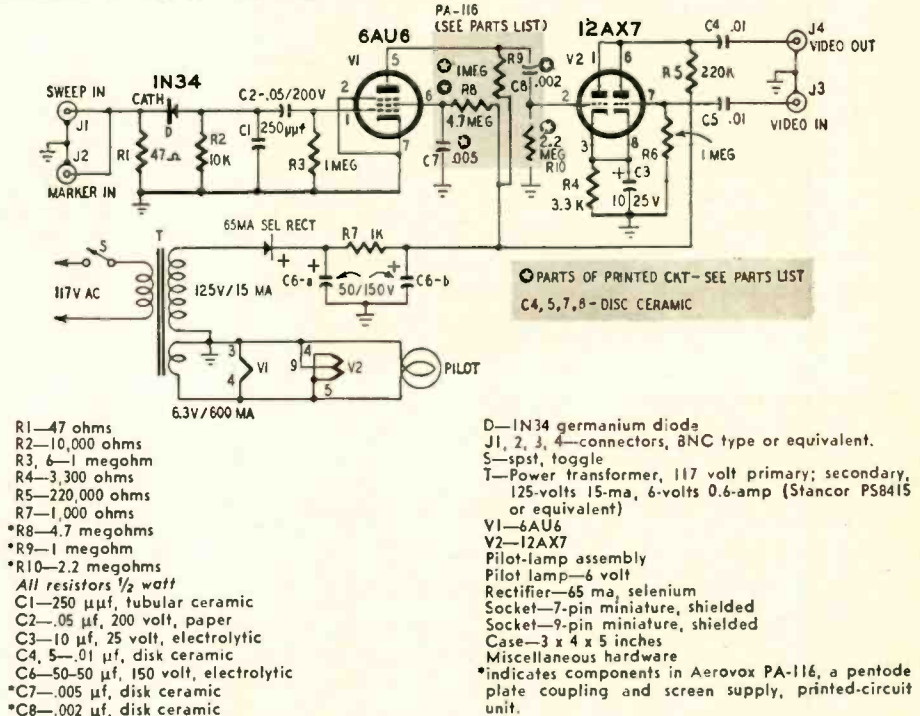 PA-116
(SEE PARTS LIST)
6AU6
12AX7
C4 .01
J4
VIDEO OUT
V1
5
1MEG
R9
C8
.002
V2 1
6
R5
220K
1N34
SWEEP IN
CATH
D
C2-.05/200V
2
1
6
R8
4.7 MEG
2
7
J3
C5 .01
VIDEO IN
J1
C1
250µµf
7
C7
.005
2.2
MEG
R10
3
8
R6
1 MEG
J2
R1
47Ω
R2
10K
R3
1 MEG
C3
+
MARKER IN
R4
3.3 K
10
25V
65MA SEL RECT
S
T
R7 1K
+
+
+
C6-a
50/150V
C6-b
117V AC
125V/15 MA
PARTS OF PRINTED CKT-SEE PARTS LIST
C4,5,7,8-DISC CERAMIC
3
4
V1
9
V2
PILOT
4
5
6.3V/600 MA
R1—47 ohms
R2—10,000 ohms
R3, 6—1 megohm
R4—3,300 ohms
R5—220,000 ohms
R7—1,000 ohms
*R8—4.7 megohms
*R9—1 megohm
*R10—2.2 megohms
All resistors ½ watt
C1—250 µµf, tubular ceramic
C2—.05 µf, 200 volt, paper
C3—10 µf, 25 volt, electrolytic
C4, 5—.01 µf, disk ceramic
C6—50-50 µf, 150 volt, electrolytic
*C7—.005 µf, disk ceramic
*C8—.002 µf, disk ceramic
D—1N34 germanium diode
J1, 2, 3, 4—connectors, BNC type or equivalent.
S—spst, toggle
T—Power transformer, 117 volt primary; secondary,
125-volts 15-ma, 6-volts 0.6-amp (Stancor PS8415
or equivalent)
V1—6AU6
V2—12AX7
Pilot-lamp assembly
Pilot lamp—6 volt
Rectifier—65 ma, selenium
Socket—7-pin miniature, shielded
Socket—9-pin miniature, shielded
Case—3 x 4 x 5 inches
Miscellaneous hardware
*indicates components in Aerovox PA-116, a pentode
plate coupling and screen supply, printed-circuit
unit.